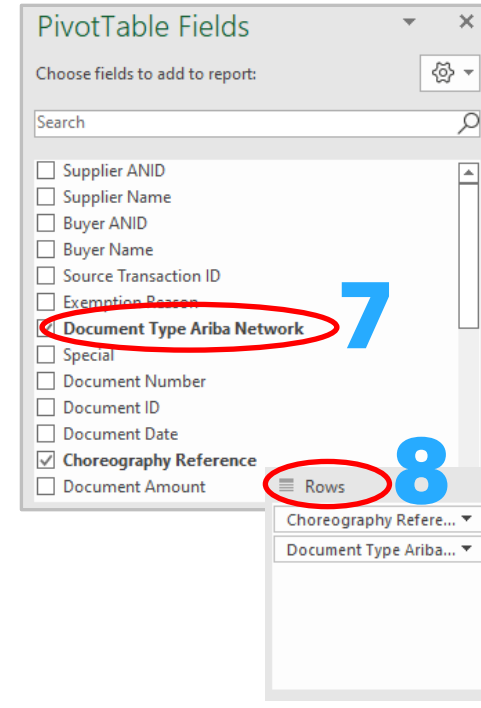 PivotTable Fields
Choose fields to add to report:
Search
Supplier ANID
Supplier Name
Buyer ANID
Buyer Name
Source Transaction ID
Exemption Reason
Document Type Ariba Network
7
Special
Document Number
Document ID
Document Date
Choreography Reference
Document Amount
8
Rows
Choreography Refere...
Document Type Ariba...